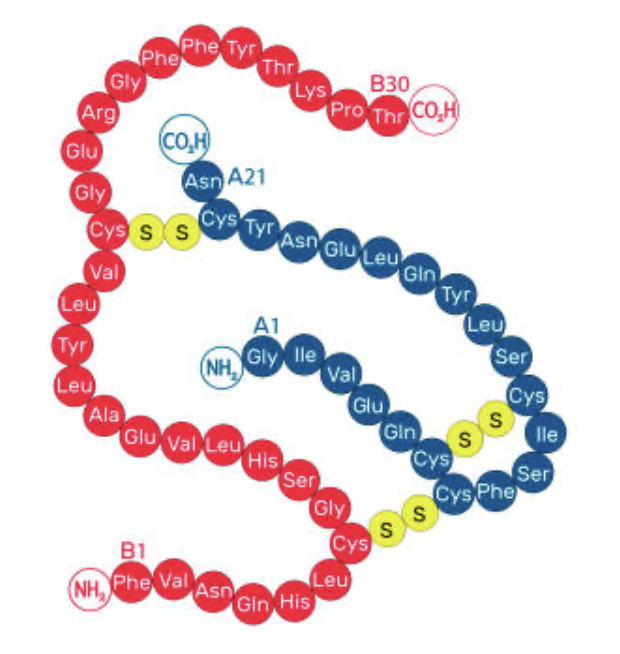 B1
NH₂
Phe
Val
Asn
Gln
His
Leu
Cys
Gly
Ser
His
Leu
Val
Glu
Ala
Leu
Tyr
Leu
Val
Cys
Gly
Glu
Arg
Gly
Phe
Phe
Tyr
Thr
Lys
Pro
Thr
B30
CO₂H
A1
NH₂
Gly
Ile
Val
Glu
Gln
Cys
Cys
Phe
Ser
Ile
Cys
Ser
Leu
Tyr
Gln
Leu
Glu
Asn
Tyr
Cys
Asn
A21
CO₂H
S
S
S
S
S
S